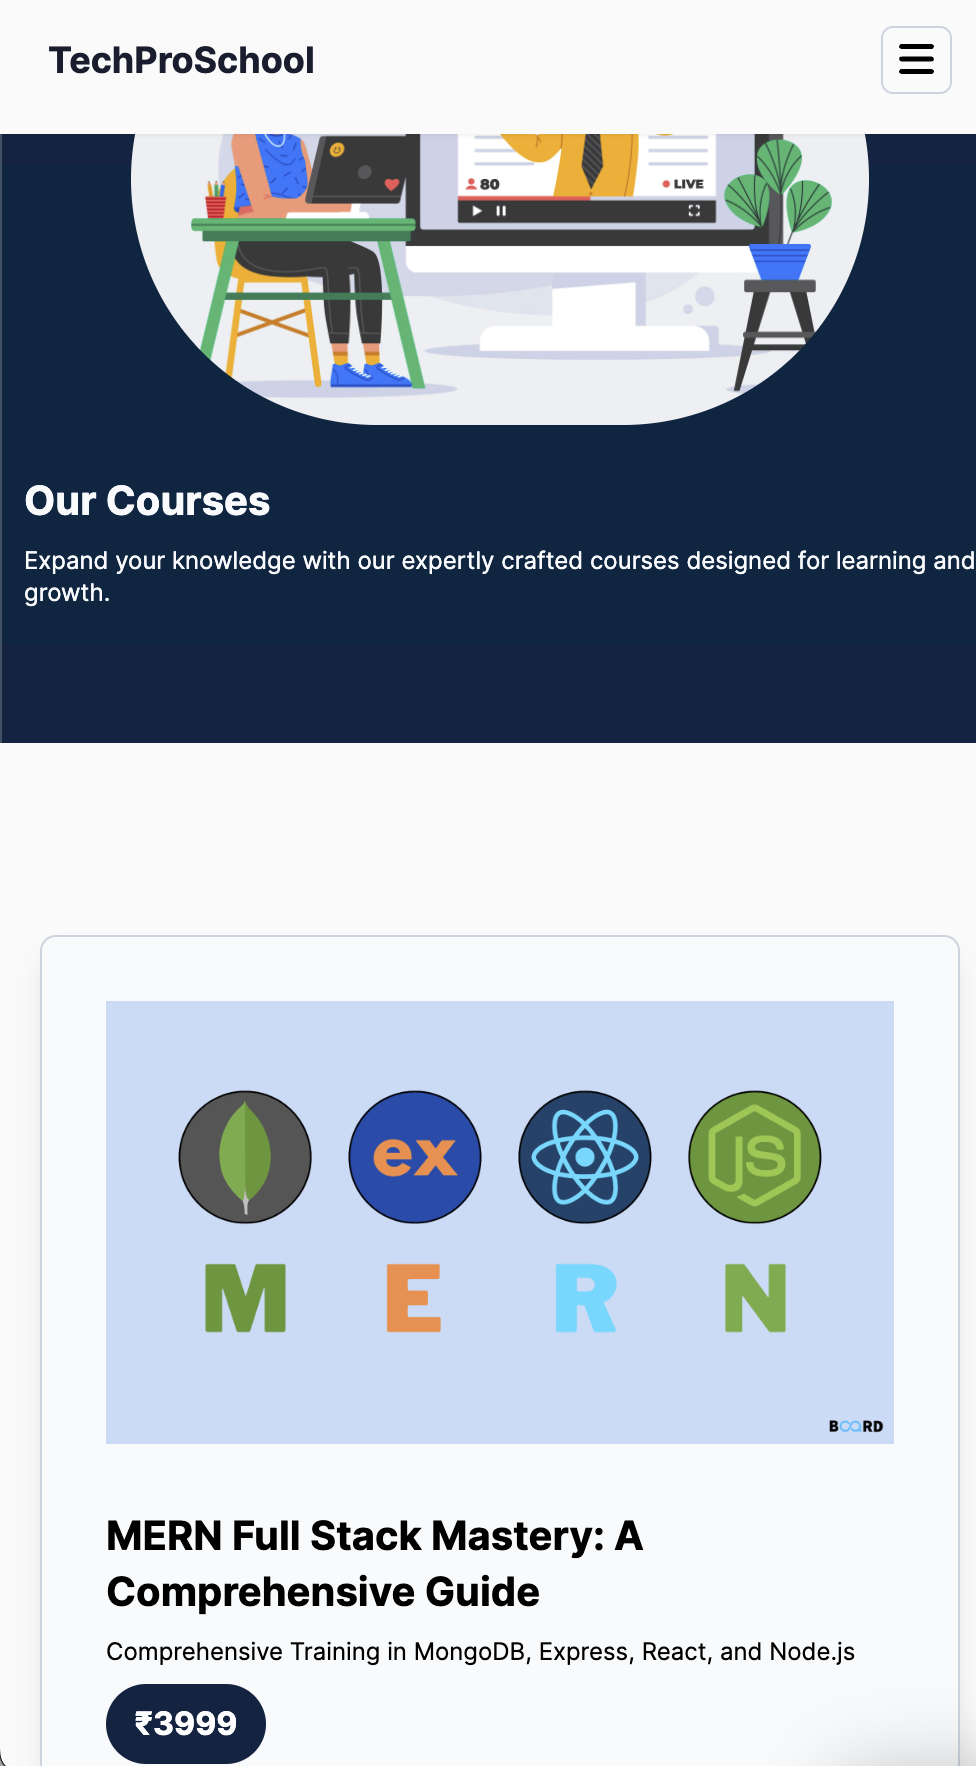 TechProSchool
80
LIVE
Our Courses
Expand your knowledge with our expertly crafted courses designed for learning and
growth.
ex
JS
M E R N
BOARD
MERN Full Stack Mastery: A
Comprehensive Guide
Comprehensive Training in MongoDB, Express, React, and Node.js
₹3999